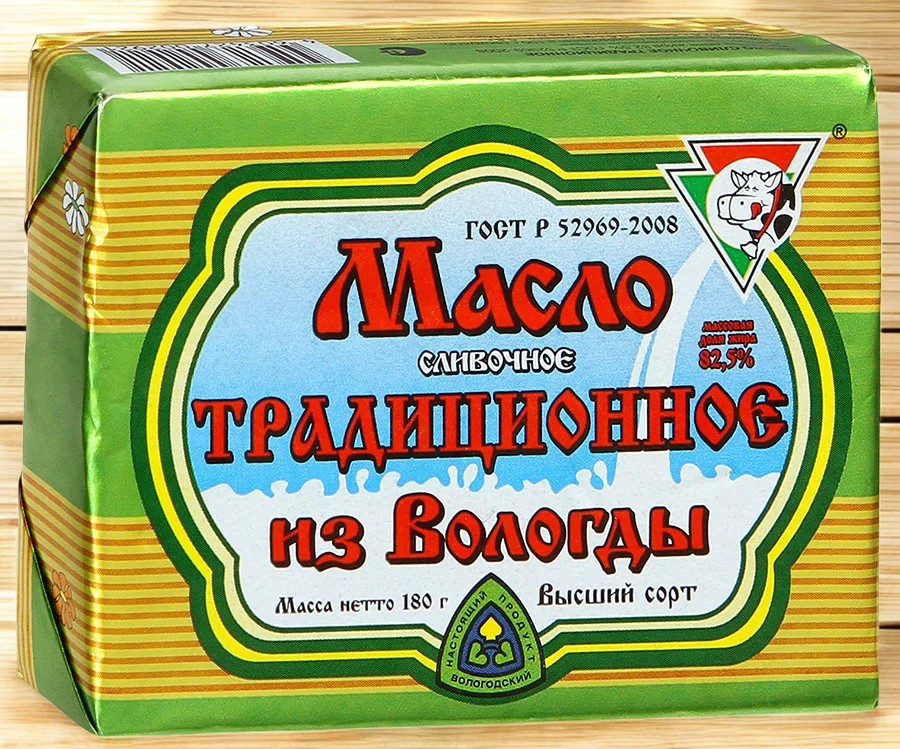 ГОСТ Р 52969-2008
®
Масло
сливочное
массовая
доля жира
82,5%
ТРАДИЦИОННОЕ
из Вологды
Масса нетто 180 г
Высший сорт
НАСТОЯЩИЙ ПРОДУКТ
ВОЛОГОДСКИЙ